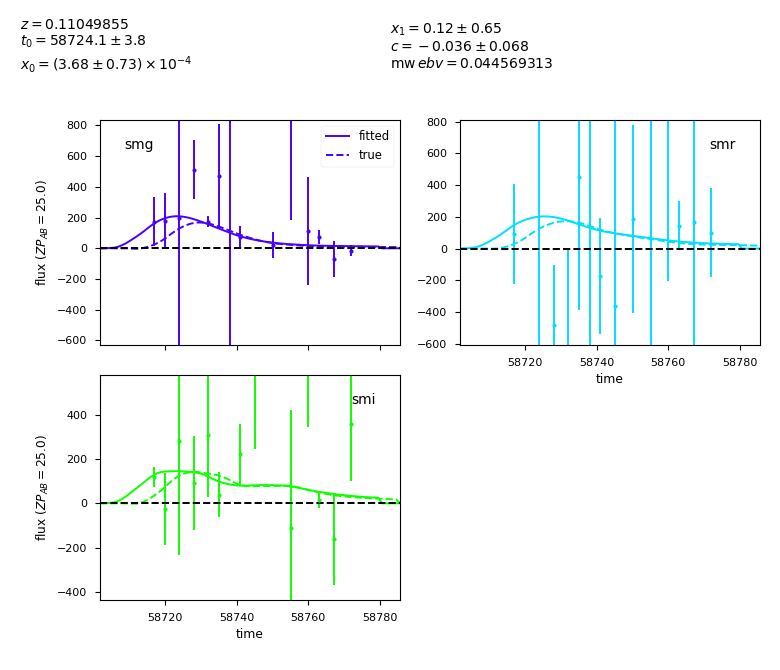 z = 0.11049855
t₀ = 58724.1 ± 3.8
x₀ = (3.68 ± 0.73) × 10⁻⁴
x₁ = 0.12 ± 0.65
c = −0.036 ± 0.068
mw ebv = 0.044569313
smg
fitted
true
800
600
400
200
0
−200
−400
−600
flux (ZP_AB = 25.0)
smr
800
600
400
200
0
−200
−400
−600
58720
58740
58760
58780
time
smi
400
200
0
−200
−400
flux (ZP_AB = 25.0)
58720
58740
58760
58780
time